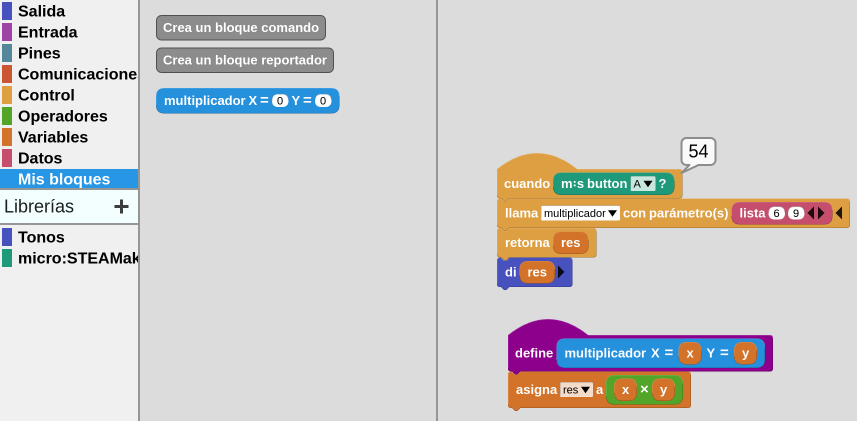 Salida
Entrada
Pines
Comunicacione
Control
Operadores
Variables
Datos
Mis bloques
Librerías +
Tonos
micro:STEAMak
Crea un bloque comando
Crea un bloque reportador
multiplicador X = 0 Y = 0
54
cuando m:s button A ?
llama multiplicador con parámetro(s) lista 6 9
retorna res
di res
define multiplicador X = x Y = y
asigna res a x × y